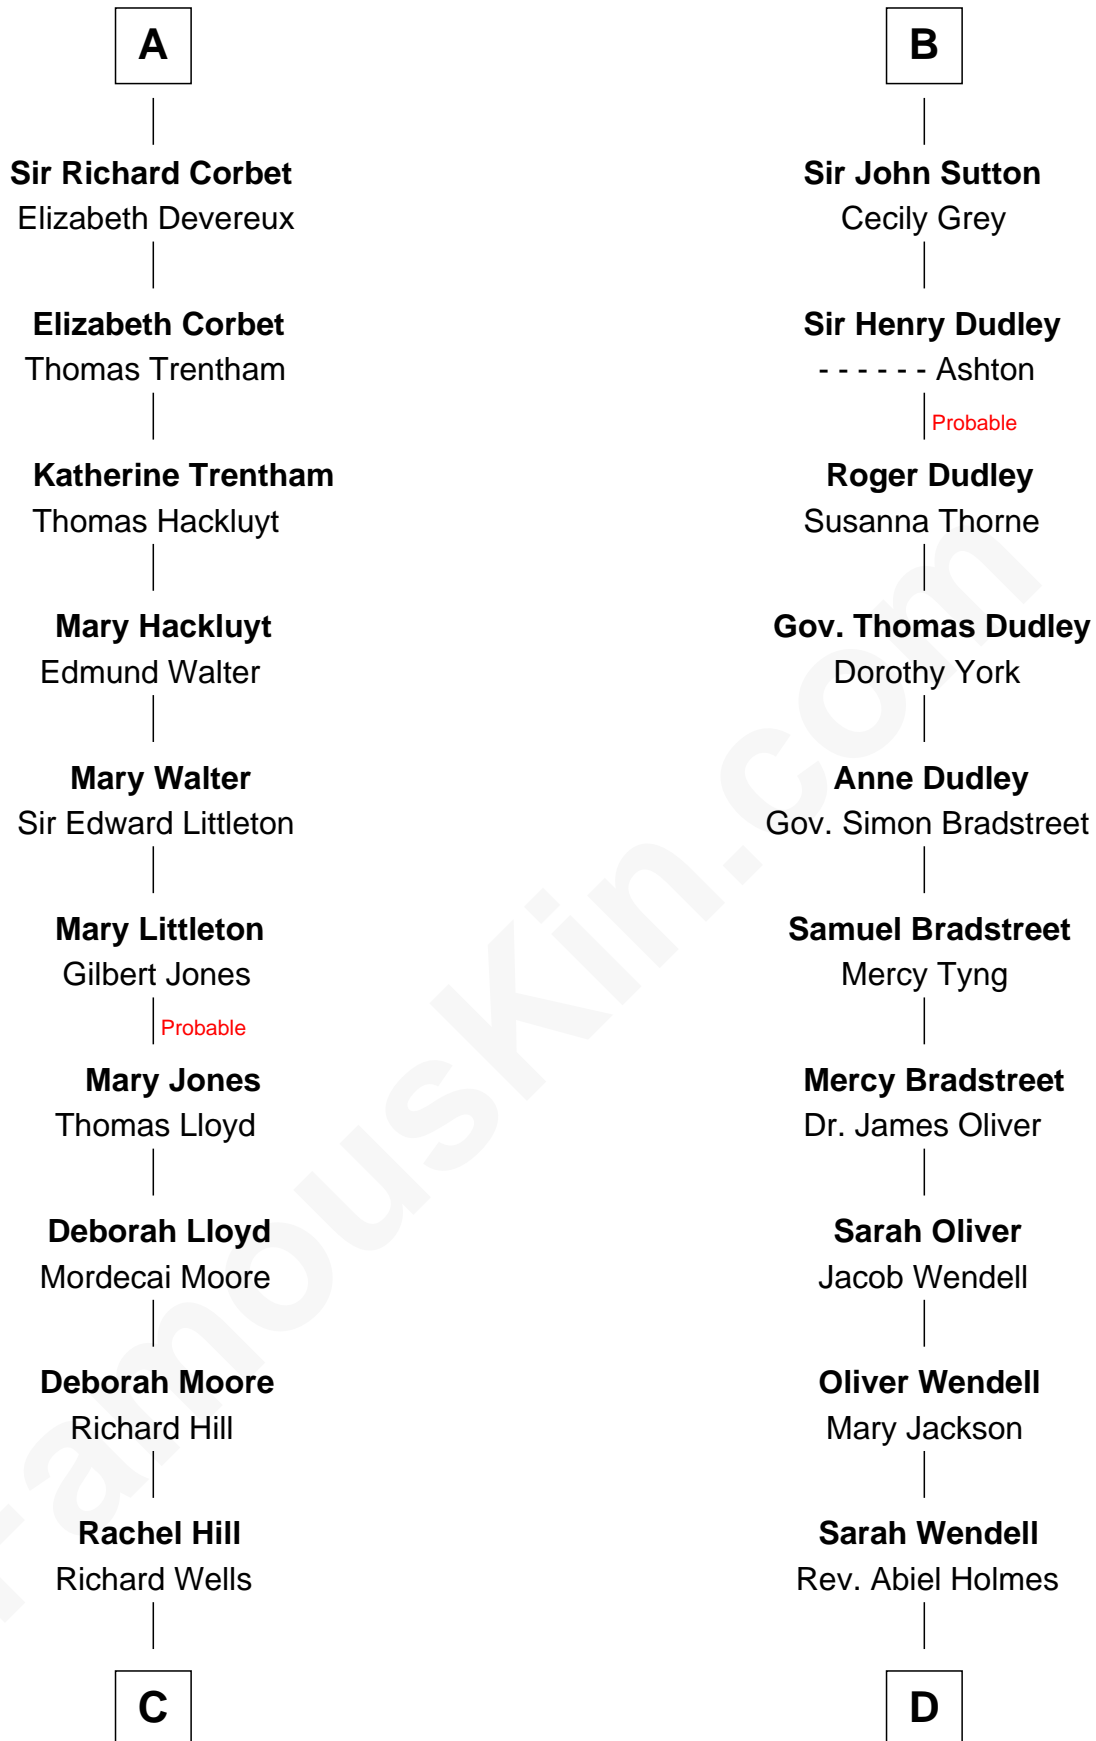 A
Sir Richard Corbet
Elizabeth Devereux
Elizabeth Corbet
Thomas Trentham
Katherine Trentham
Thomas Hackluyt
Mary Hackluyt
Edmund Walter
Mary Walter
Sir Edward Littleton
Mary Littleton
Gilbert Jones
Probable
Mary Jones
Thomas Lloyd
Deborah Lloyd
Mordecai Moore
Deborah Moore
Richard Hill
Rachel Hill
Richard Wells
C
B
Sir John Sutton
Cecily Grey
Sir Henry Dudley
- - - - - - Ashton
Probable
Roger Dudley
Susanna Thorne
Gov. Thomas Dudley
Dorothy York
Anne Dudley
Gov. Simon Bradstreet
Samuel Bradstreet
Mercy Tyng
Mercy Bradstreet
Dr. James Oliver
Sarah Oliver
Jacob Wendell
Oliver Wendell
Mary Jackson
Sarah Wendell
Rev. Abiel Holmes
D
FamousKin.com